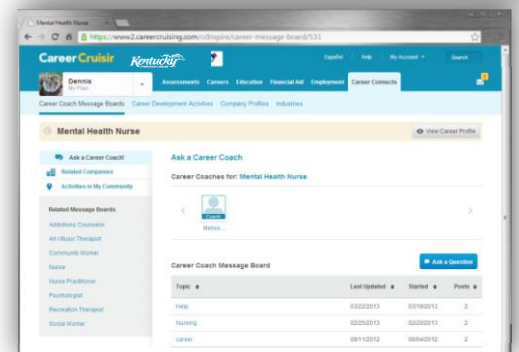 Mental Health Nurse
https://www2.careercruising.com/cdinspire/career-message-board/531
Career Cruisin Kentucky
Español Help My Account Search
Dennis
My Plan
Assessments Careers Education Financial Aid Employment Career Connects
Career Coach Message Boards Career Development Activities Company Profiles Industries
Mental Health Nurse View Career Profile
Ask a Career Coach!
Related Companies
Activities in My Community
Related Message Boards
Addictions Counselor
Art / Music Therapist
Community Worker
Nurse
Nurse Practitioner
Psychologist
Recreation Therapist
Social Worker
Ask a Career Coach
Career Coaches for: Mental Health Nurse
Coach
Meliss...
Career Coach Message Board Ask a Question
Topic Last Updated Started Posts
Help 03/22/2013 03/19/2013 2
Nursing 02/25/2013 02/20/2013 2
career 08/11/2012 2